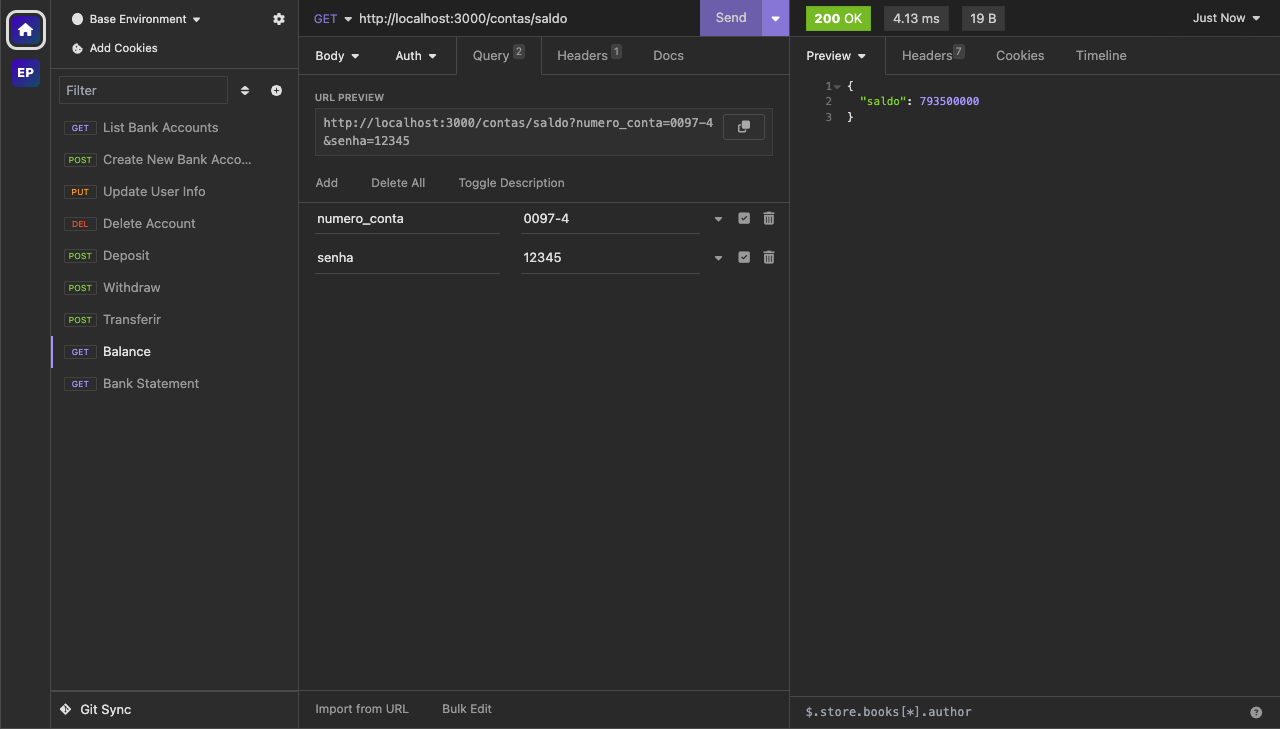 EP
Base Environment
Add Cookies
Filter
GET List Bank Accounts
POST Create New Bank Acco...
PUT Update User Info
DEL Delete Account
POST Deposit
POST Withdraw
POST Transferir
GET Balance
GET Bank Statement
Git Sync
GET http://localhost:3000/contas/saldo Send
Body Auth Query 2 Headers 1 Docs
URL PREVIEW
http://localhost:3000/contas/saldo?numero_conta=0097-4
&senha=12345
Add Delete All Toggle Description
numero_conta 0097-4
senha 12345
Import from URL Bulk Edit
200 OK 4.13 ms 19 B Just Now
Preview Headers 7 Cookies Timeline
1 {
2 "saldo": 793500000
3 }
$.store.books[*].author ?